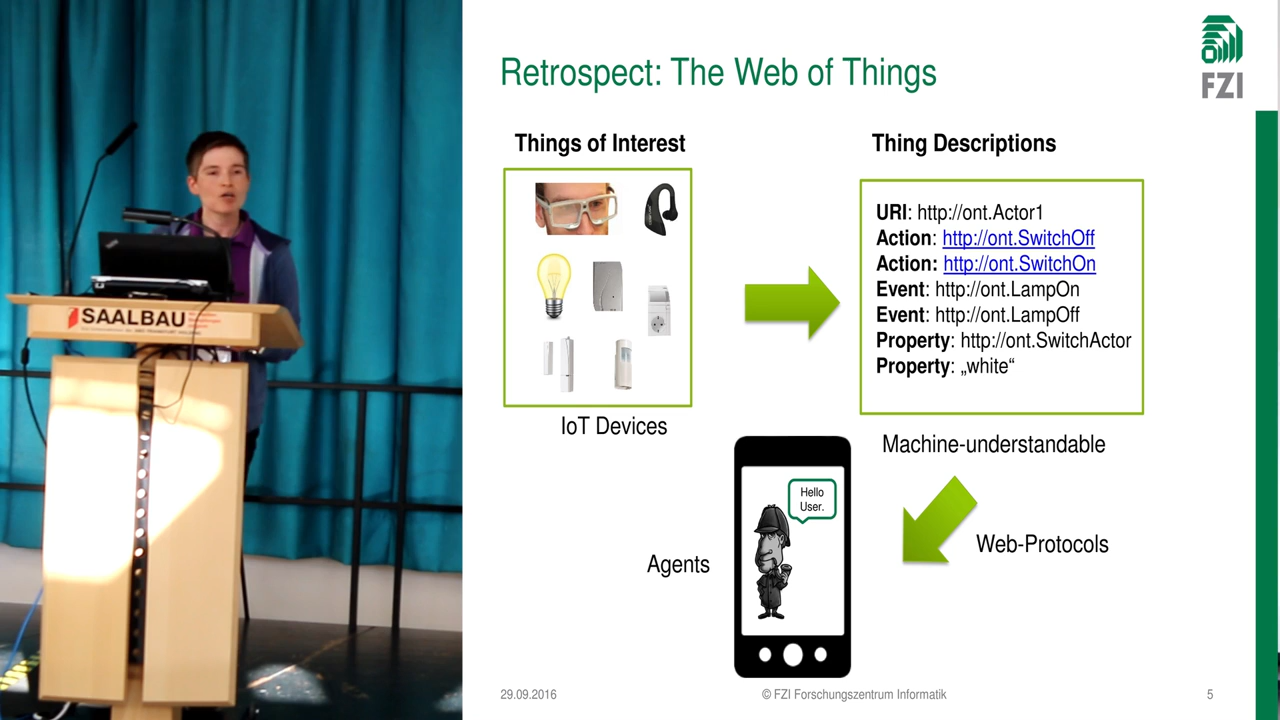 Retrospect: The Web of Things
FZI
Things of Interest
Thing Descriptions
URI: http://ont.Actor1
Action: http://ont.SwitchOff
Action: http://ont.SwitchOn
Event: http://ont.LampOn
Event: http://ont.LampOff
Property: http://ont.SwitchActor
Property: „white“
IoT Devices
Machine-understandable
Hello
User.
Web-Protocols
Agents
SAALBAU
29.09.2016
© FZI Forschungszentrum Informatik
5